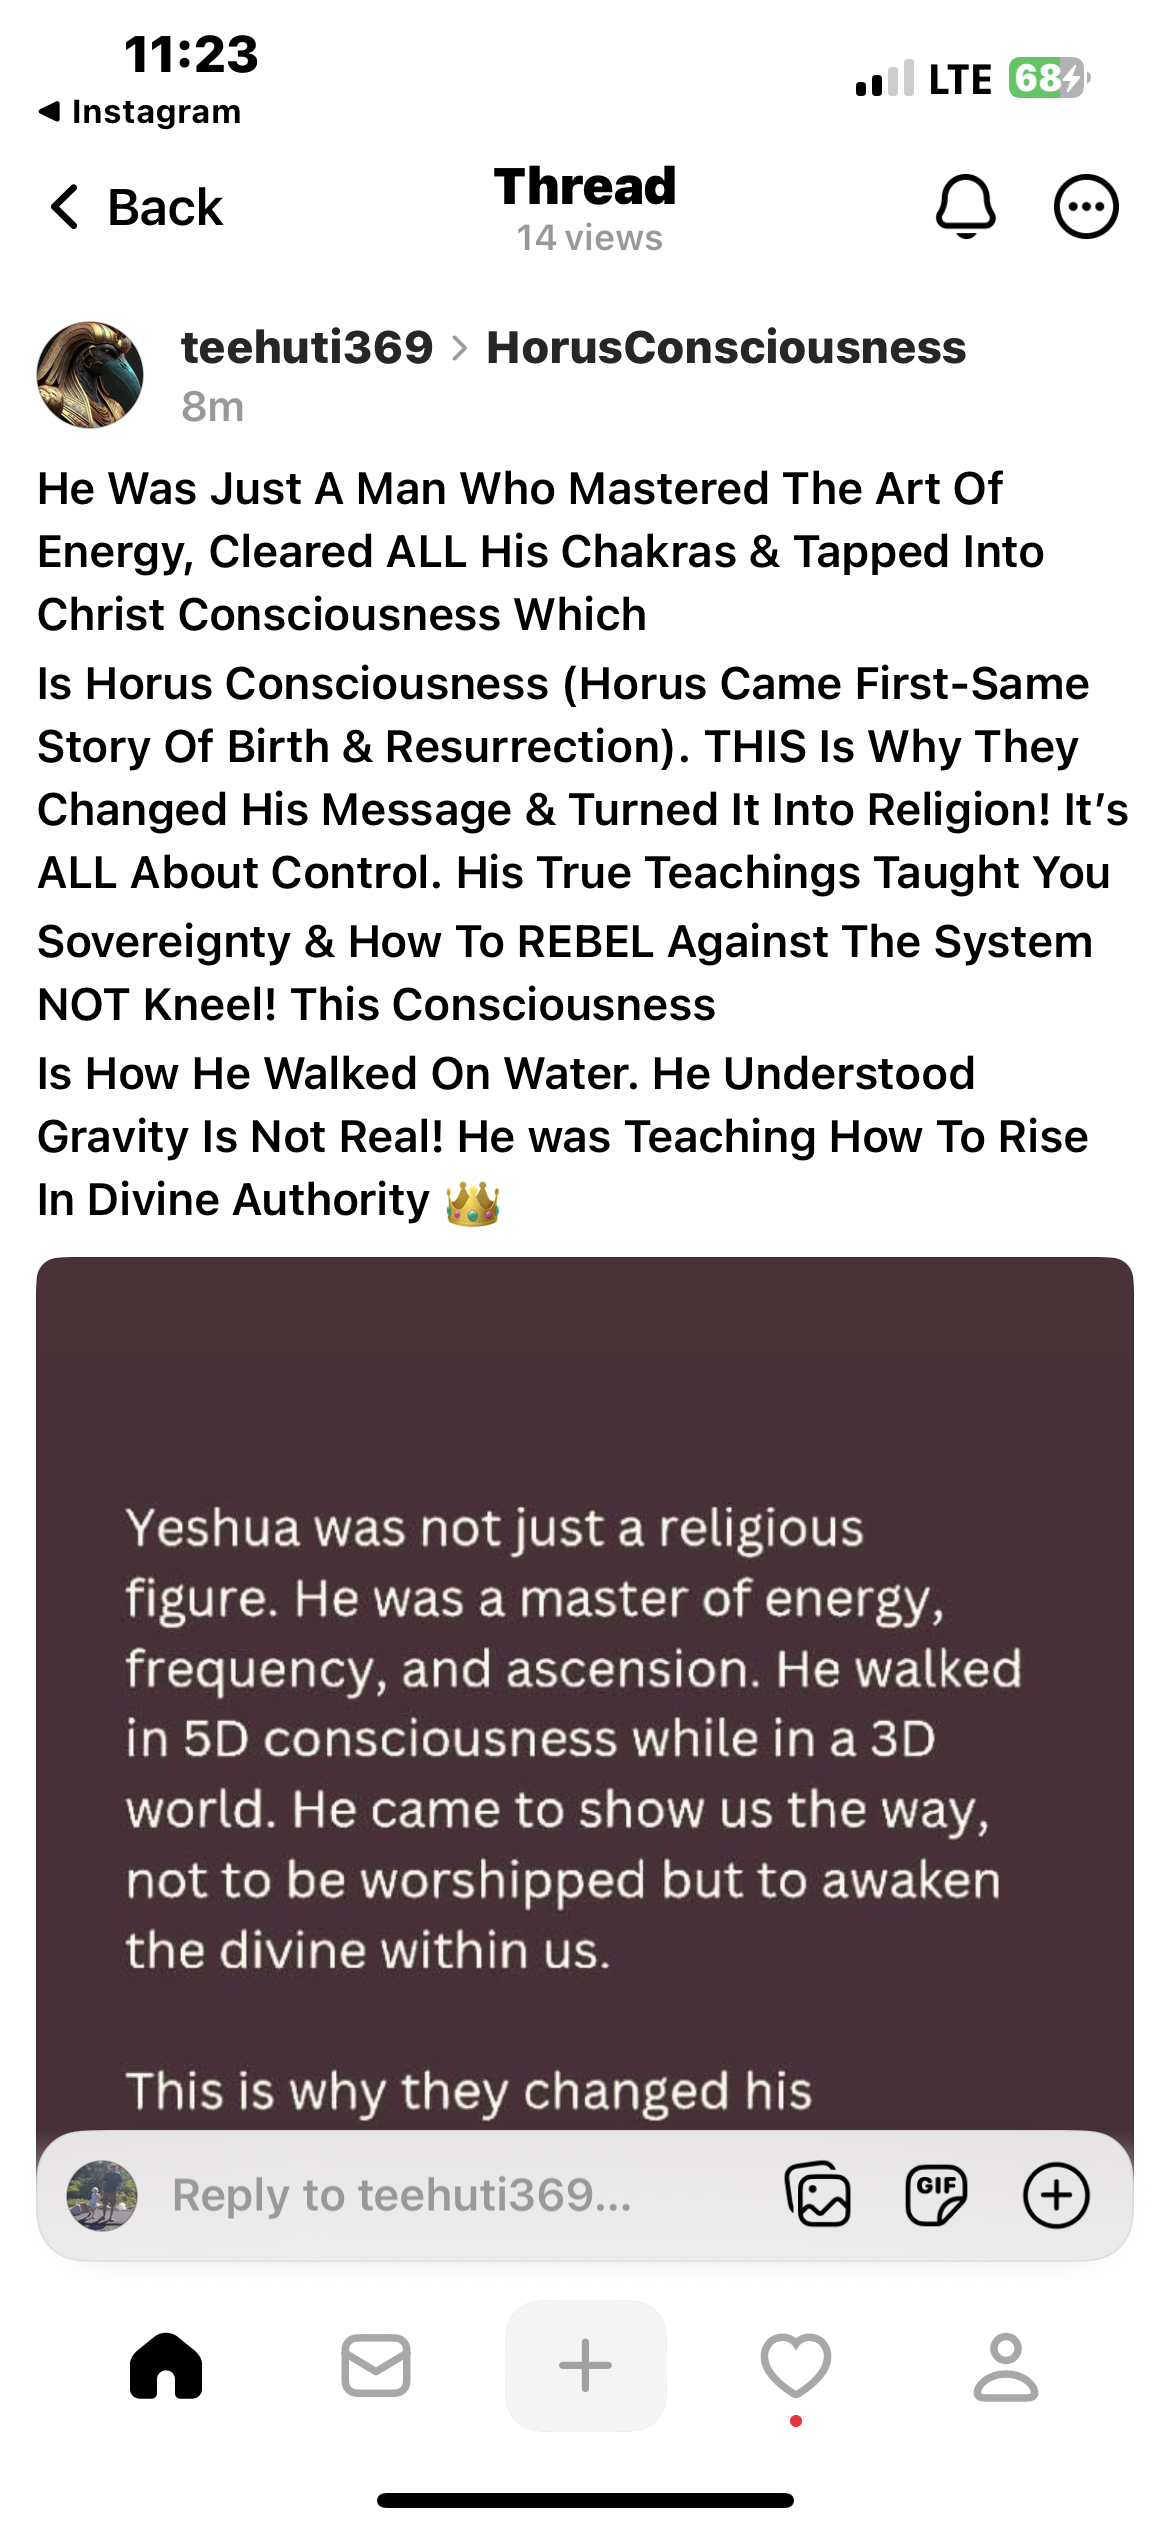 11:23
◀ Instagram
LTE 68
Back
Thread
14 views
teehuti369 > HorusConsciousness
8m
He Was Just A Man Who Mastered The Art Of
Energy, Cleared ALL His Chakras & Tapped Into
Christ Consciousness Which
Is Horus Consciousness (Horus Came First-Same
Story Of Birth & Resurrection). THIS Is Why They
Changed His Message & Turned It Into Religion! It’s
ALL About Control. His True Teachings Taught You
Sovereignty & How To REBEL Against The System
NOT Kneel! This Consciousness
Is How He Walked On Water. He Understood
Gravity Is Not Real! He was Teaching How To Rise
In Divine Authority 👑
Yeshua was not just a religious
figure. He was a master of energy,
frequency, and ascension. He walked
in 5D consciousness while in a 3D
world. He came to show us the way,
not to be worshipped but to awaken
the divine within us.
This is why they changed his
Reply to teehuti369...
GIF